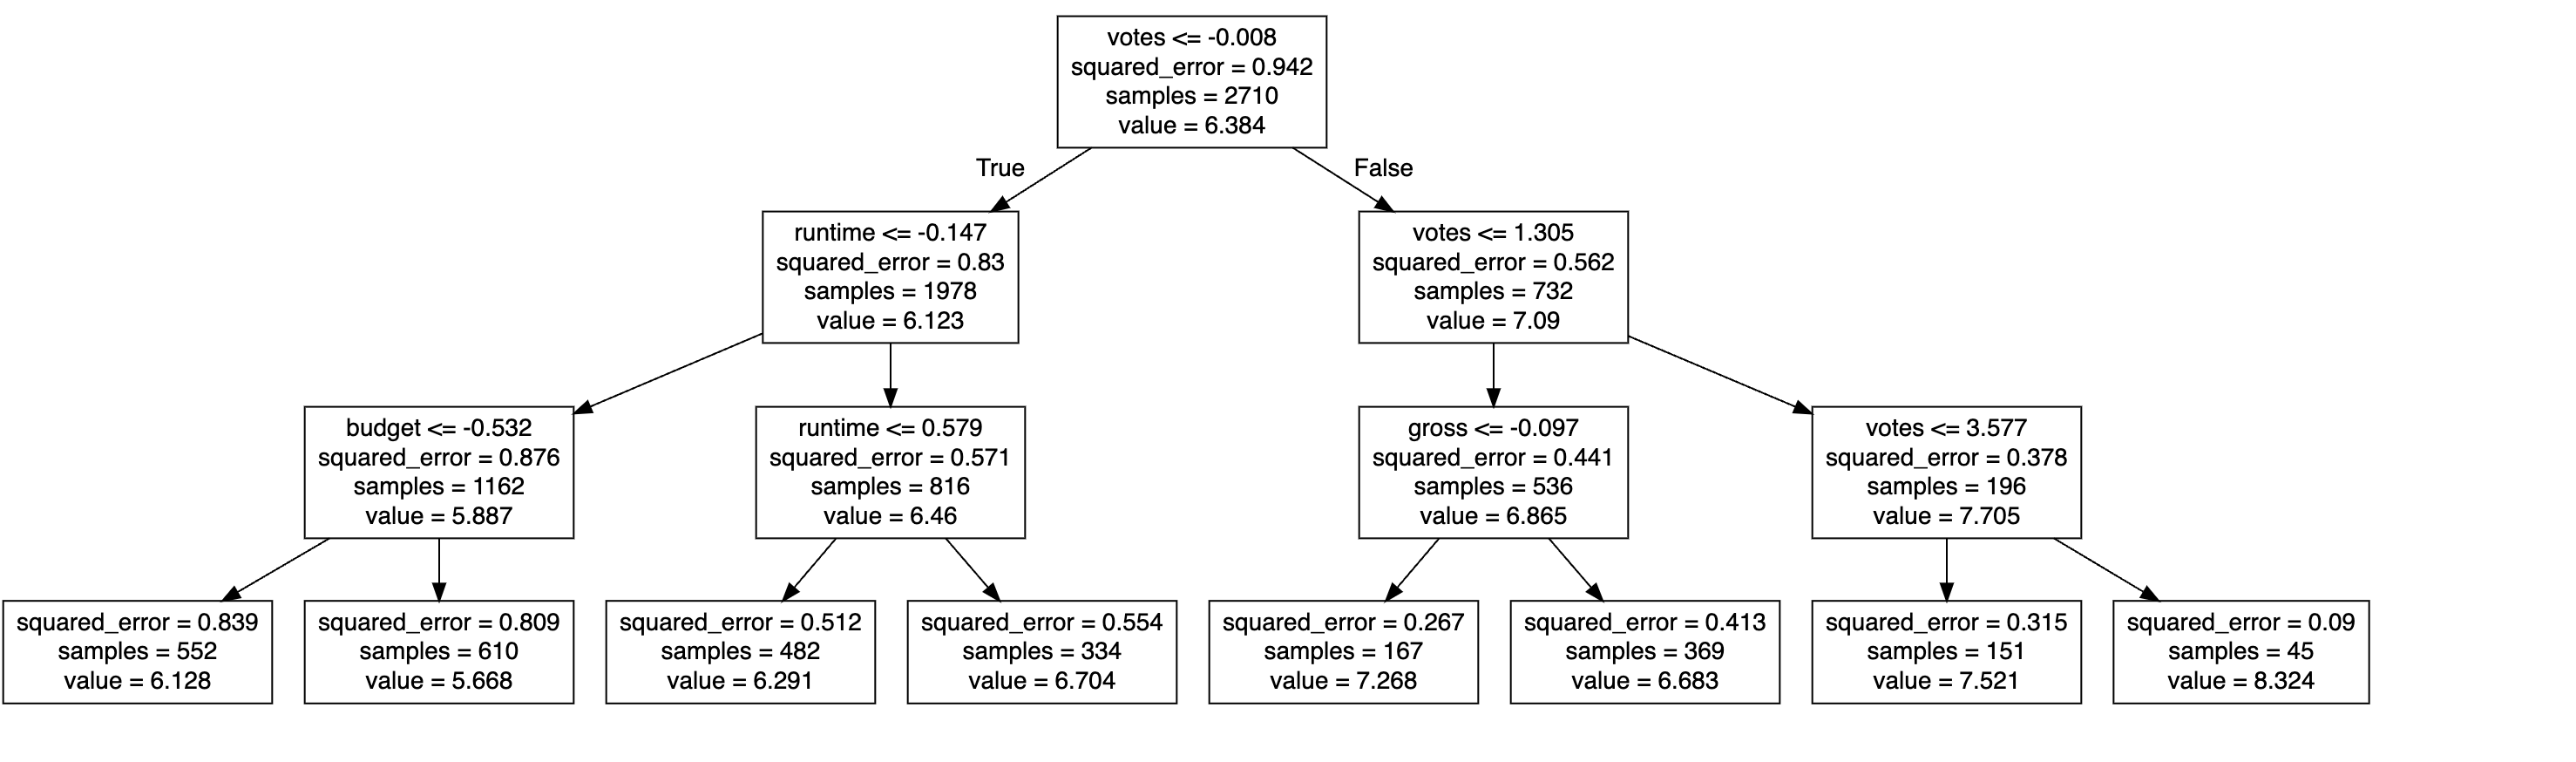 votes <= -0.008
squared_error = 0.942
samples = 2710
value = 6.384
True
False
runtime <= -0.147
squared_error = 0.83
samples = 1978
value = 6.123
votes <= 1.305
squared_error = 0.562
samples = 732
value = 7.09
budget <= -0.532
squared_error = 0.876
samples = 1162
value = 5.887
runtime <= 0.579
squared_error = 0.571
samples = 816
value = 6.46
gross <= -0.097
squared_error = 0.441
samples = 536
value = 6.865
votes <= 3.577
squared_error = 0.378
samples = 196
value = 7.705
squared_error = 0.839
samples = 552
value = 6.128
squared_error = 0.809
samples = 610
value = 5.668
squared_error = 0.512
samples = 482
value = 6.291
squared_error = 0.554
samples = 334
value = 6.704
squared_error = 0.267
samples = 167
value = 7.268
squared_error = 0.413
samples = 369
value = 6.683
squared_error = 0.315
samples = 151
value = 7.521
squared_error = 0.09
samples = 45
value = 8.324